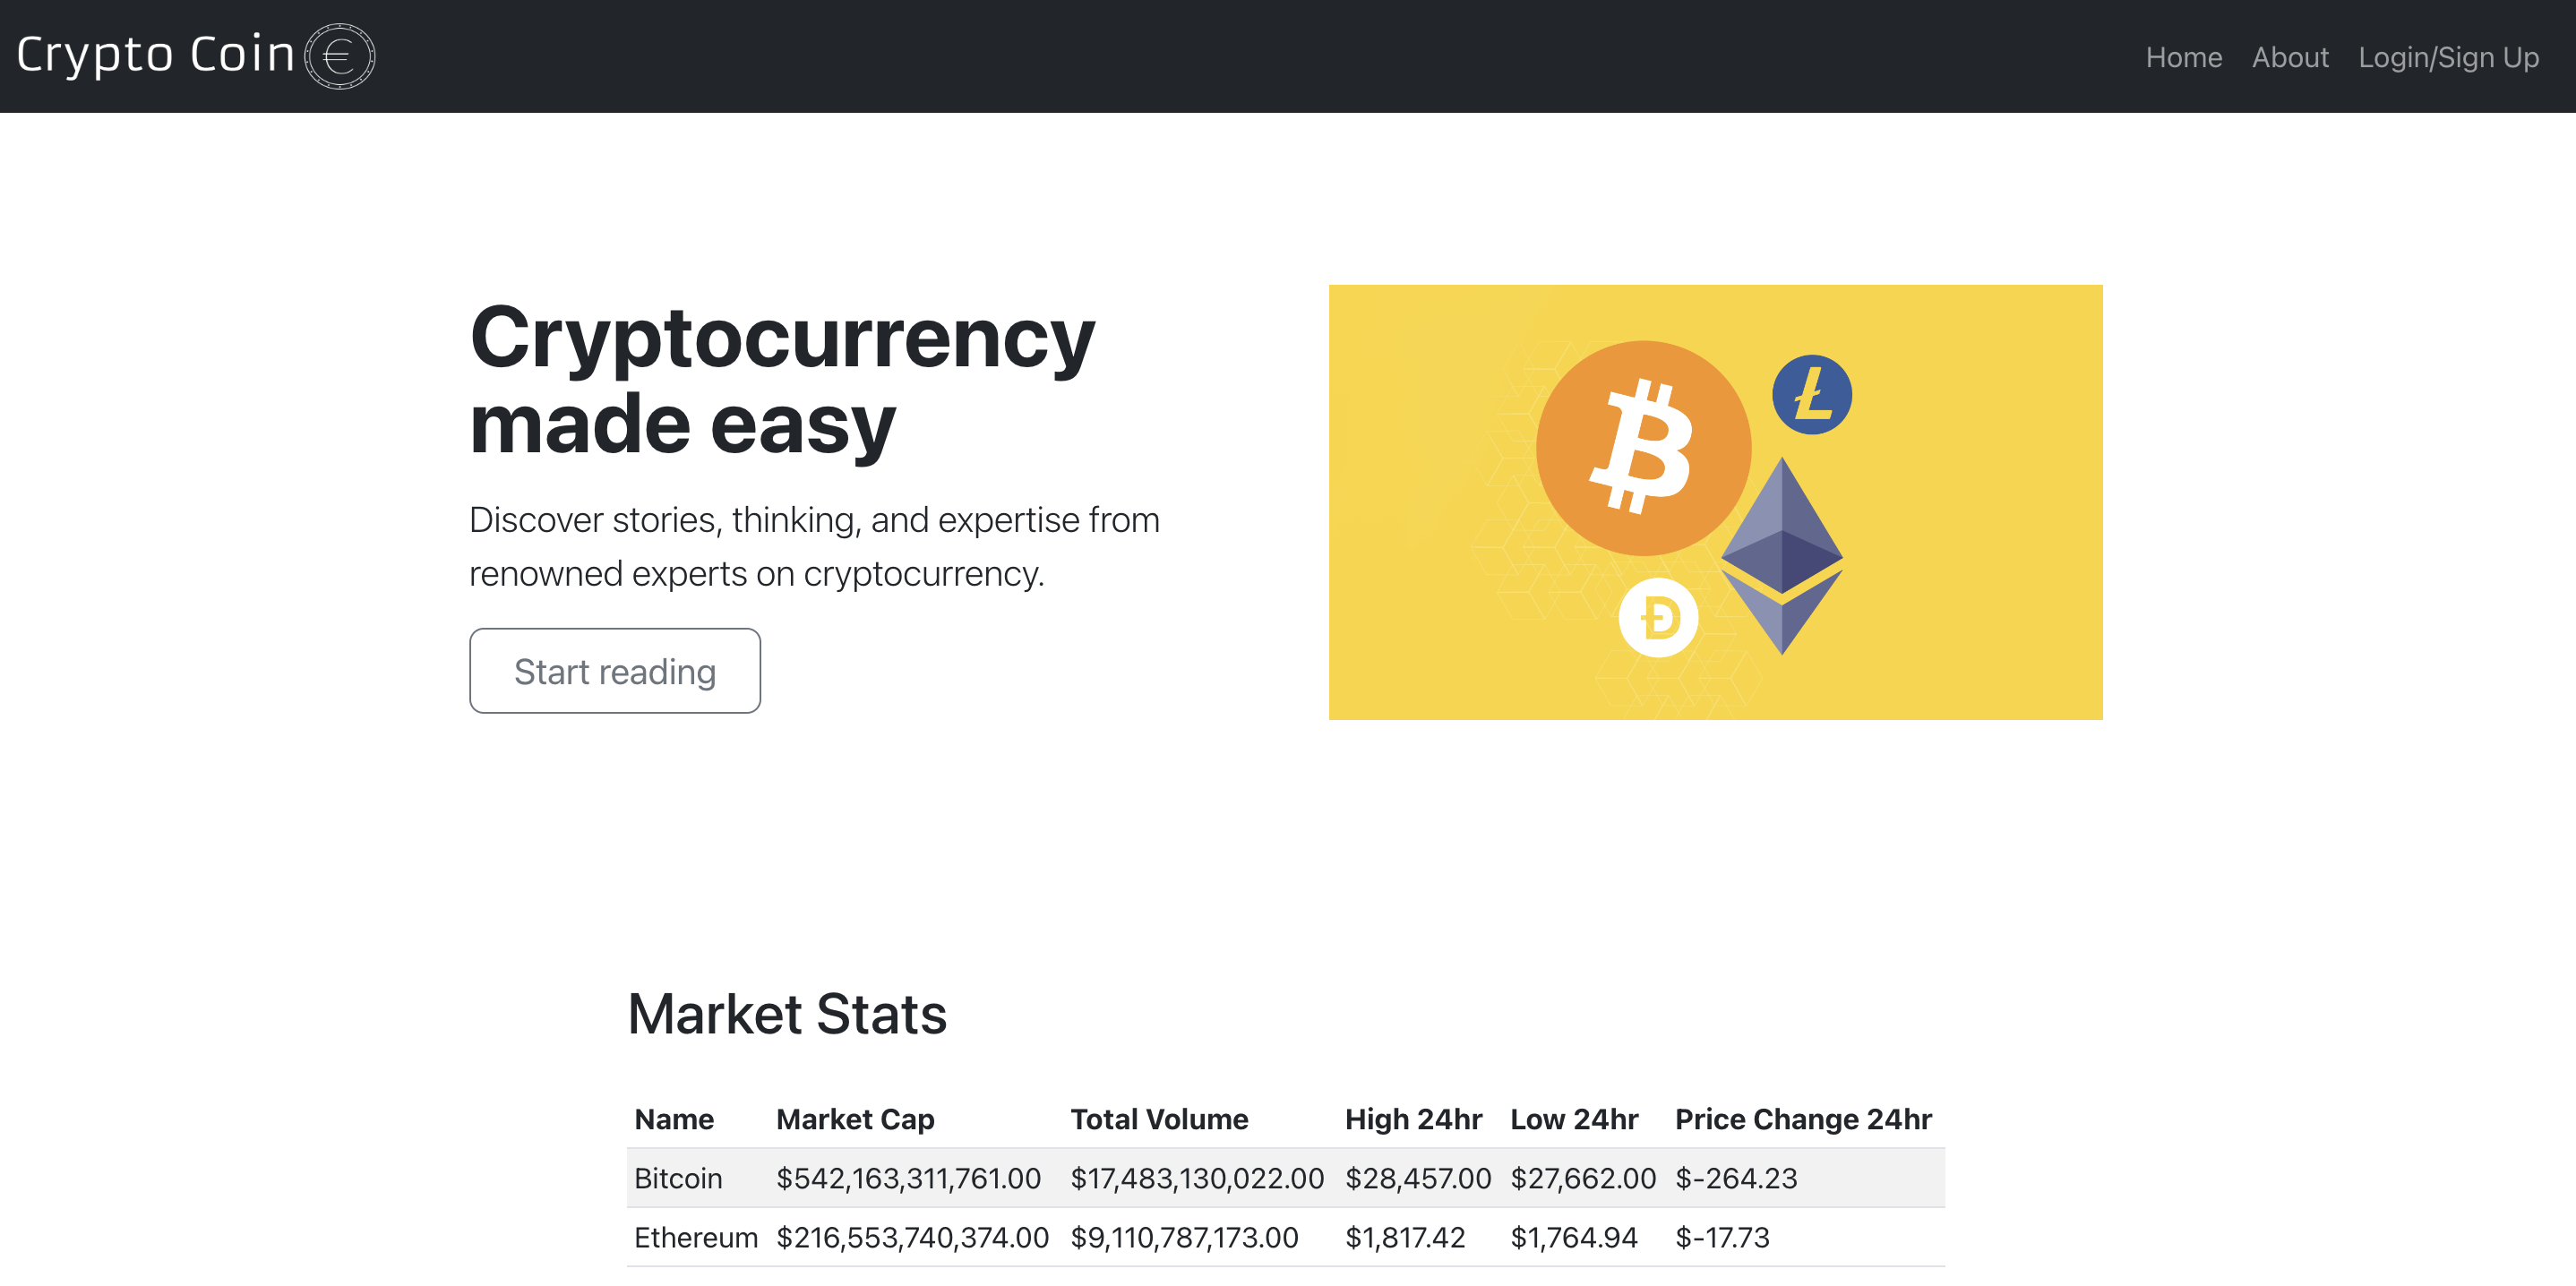 Crypto Coin €
Home About Login/Sign Up
Cryptocurrency
made easy
Discover stories, thinking, and expertise from
renowned experts on cryptocurrency.
Start reading
Market Stats
Name Market Cap Total Volume High 24hr Low 24hr Price Change 24hr
Bitcoin $542,163,311,761.00 $17,483,130,022.00 $28,457.00 $27,662.00 $-264.23
Ethereum $216,553,740,374.00 $9,110,787,173.00 $1,817.42 $1,764.94 $-17.73